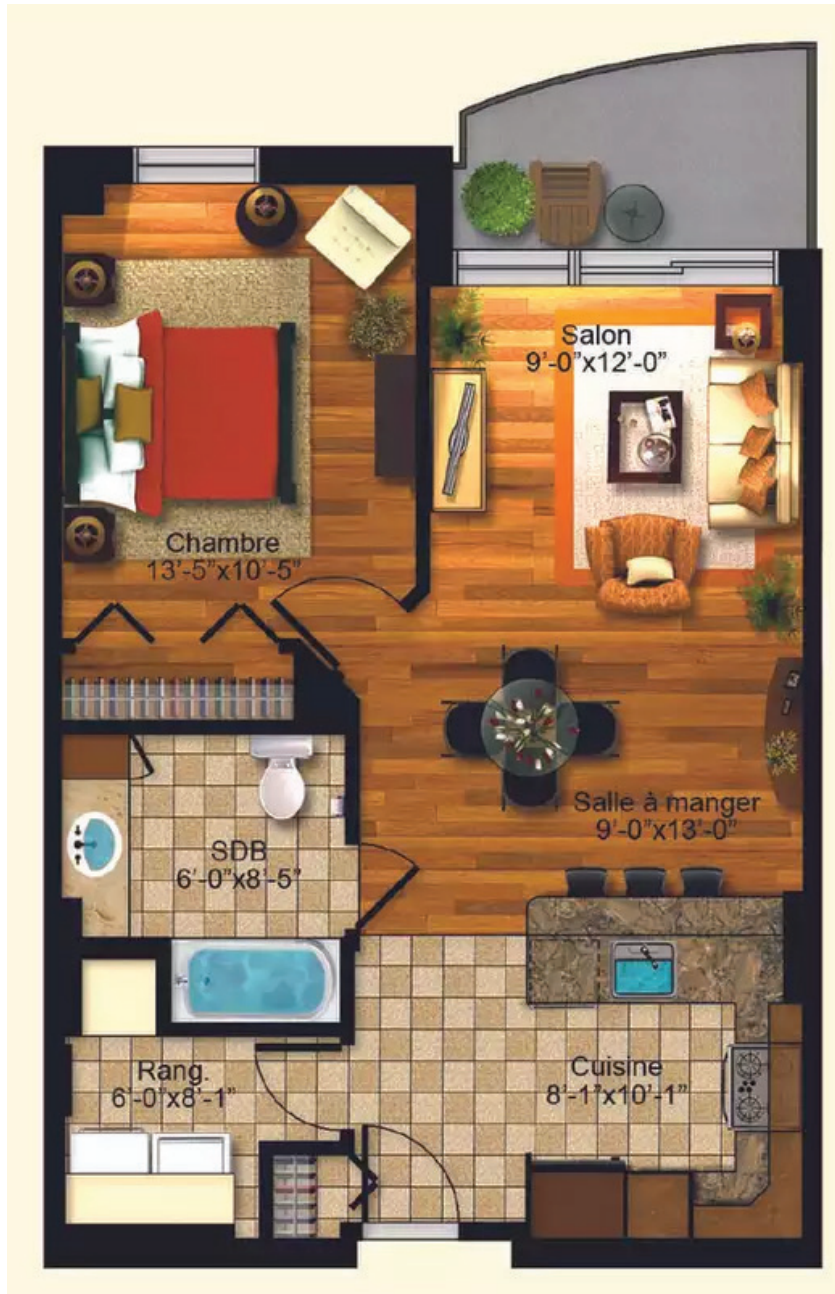 Salon
9'-0"x12'-0"
Chambre
13'-5"x10'-5"
Salle à manger
9'-0"x13'-0"
SDB
6'-0"x8'-5"
Rang.
6'-0"x8'-1"
Cuisine
8'-1"x10'-1"